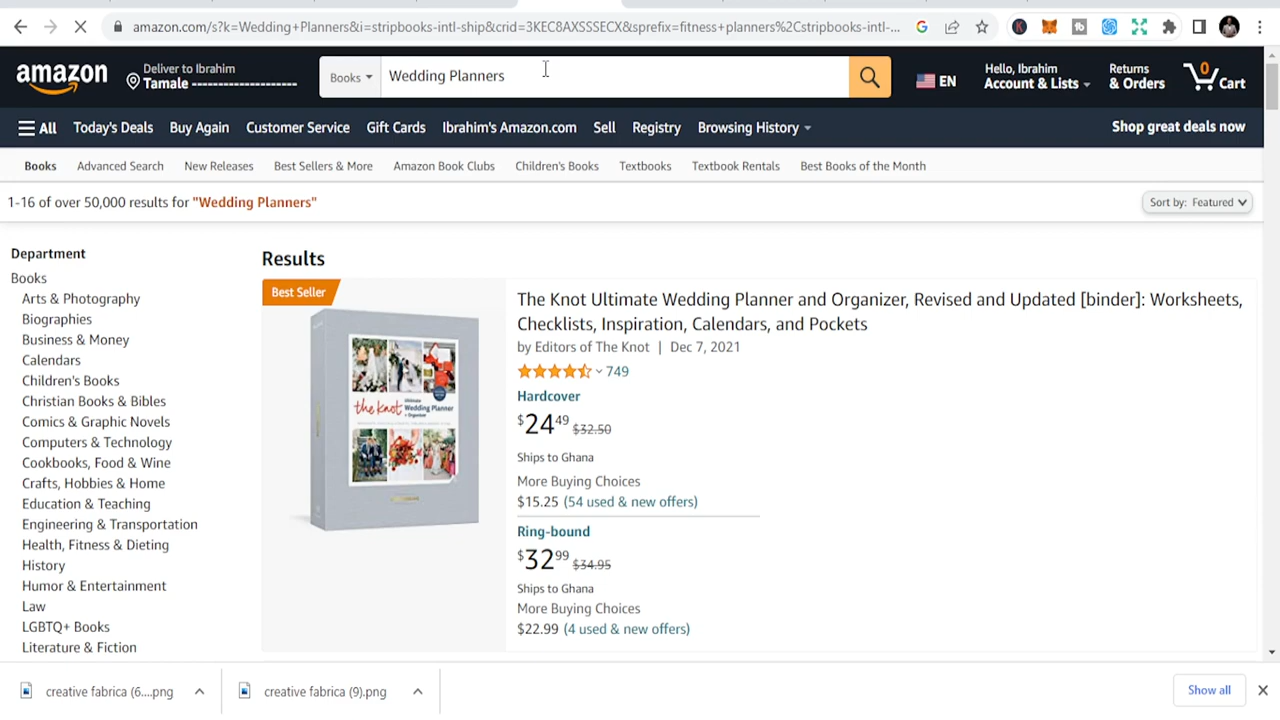 amazon.com/s?k=Wedding+Planners&i=stripbooks-intl-ship&crid=3KEC8AXSSSECX&sprefix=fitness+planners%2Cstripbooks-intl-...
amazon
Deliver to Ibrahim
Tamale
Books
Wedding Planners
EN
Hello, Ibrahim
Account & Lists
Returns
& Orders
0
Cart
All
Today's Deals
Buy Again
Customer Service
Gift Cards
Ibrahim's Amazon.com
Sell
Registry
Browsing History
Shop great deals now
Books
Advanced Search
New Releases
Best Sellers & More
Amazon Book Clubs
Children's Books
Textbooks
Textbook Rentals
Best Books of the Month
1-16 of over 50,000 results for "Wedding Planners"
Sort by: Featured
Department
Books
Arts & Photography
Biographies
Business & Money
Calendars
Children's Books
Christian Books & Bibles
Comics & Graphic Novels
Computers & Technology
Cookbooks, Food & Wine
Crafts, Hobbies & Home
Education & Teaching
Engineering & Transportation
Health, Fitness & Dieting
History
Humor & Entertainment
Law
LGBTQ+ Books
Literature & Fiction
Results
Best Seller
the knot
Ultimate
Wedding Planner
The Knot Ultimate Wedding Planner and Organizer, Revised and Updated [binder]: Worksheets,
Checklists, Inspiration, Calendars, and Pockets
by Editors of The Knot | Dec 7, 2021
749
Hardcover
$24.49 $32.50
Ships to Ghana
More Buying Choices
$15.25 (54 used & new offers)
Ring-bound
$32.99 $34.95
Ships to Ghana
More Buying Choices
$22.99 (4 used & new offers)
creative fabrica (6....png
creative fabrica (9).png
Show all